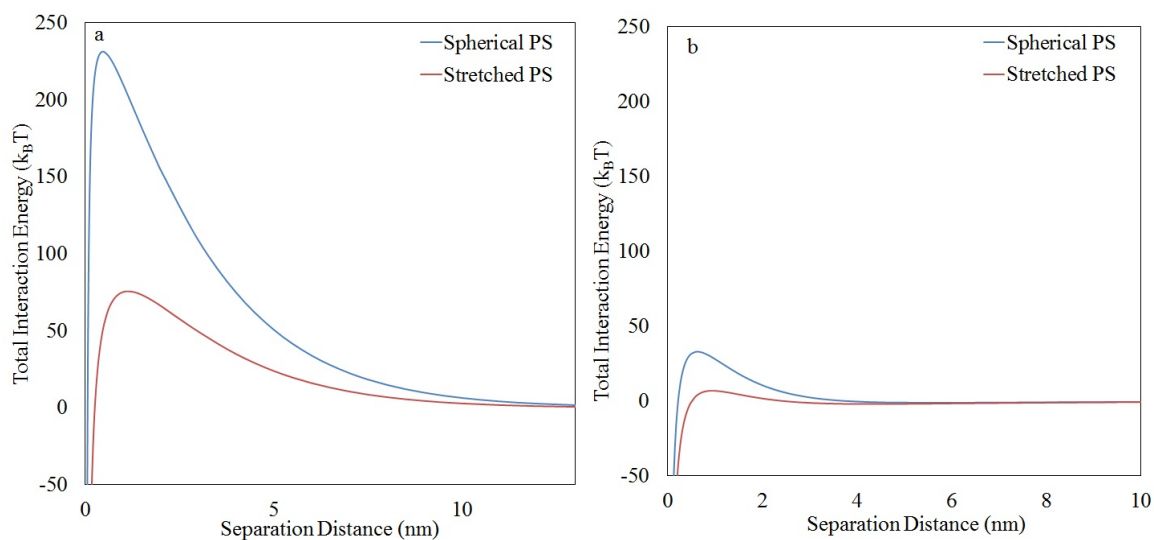 a
Spherical PS
Stretched PS
Total Interaction Energy (kBT)
250
200
150
100
50
0
-50
0
5
10
Separation Distance (nm)
b
Spherical PS
Stretched PS
Total Interaction Energy (kBT)
250
200
150
100
50
0
-50
0
2
4
6
8
10
Separation Distance (nm)